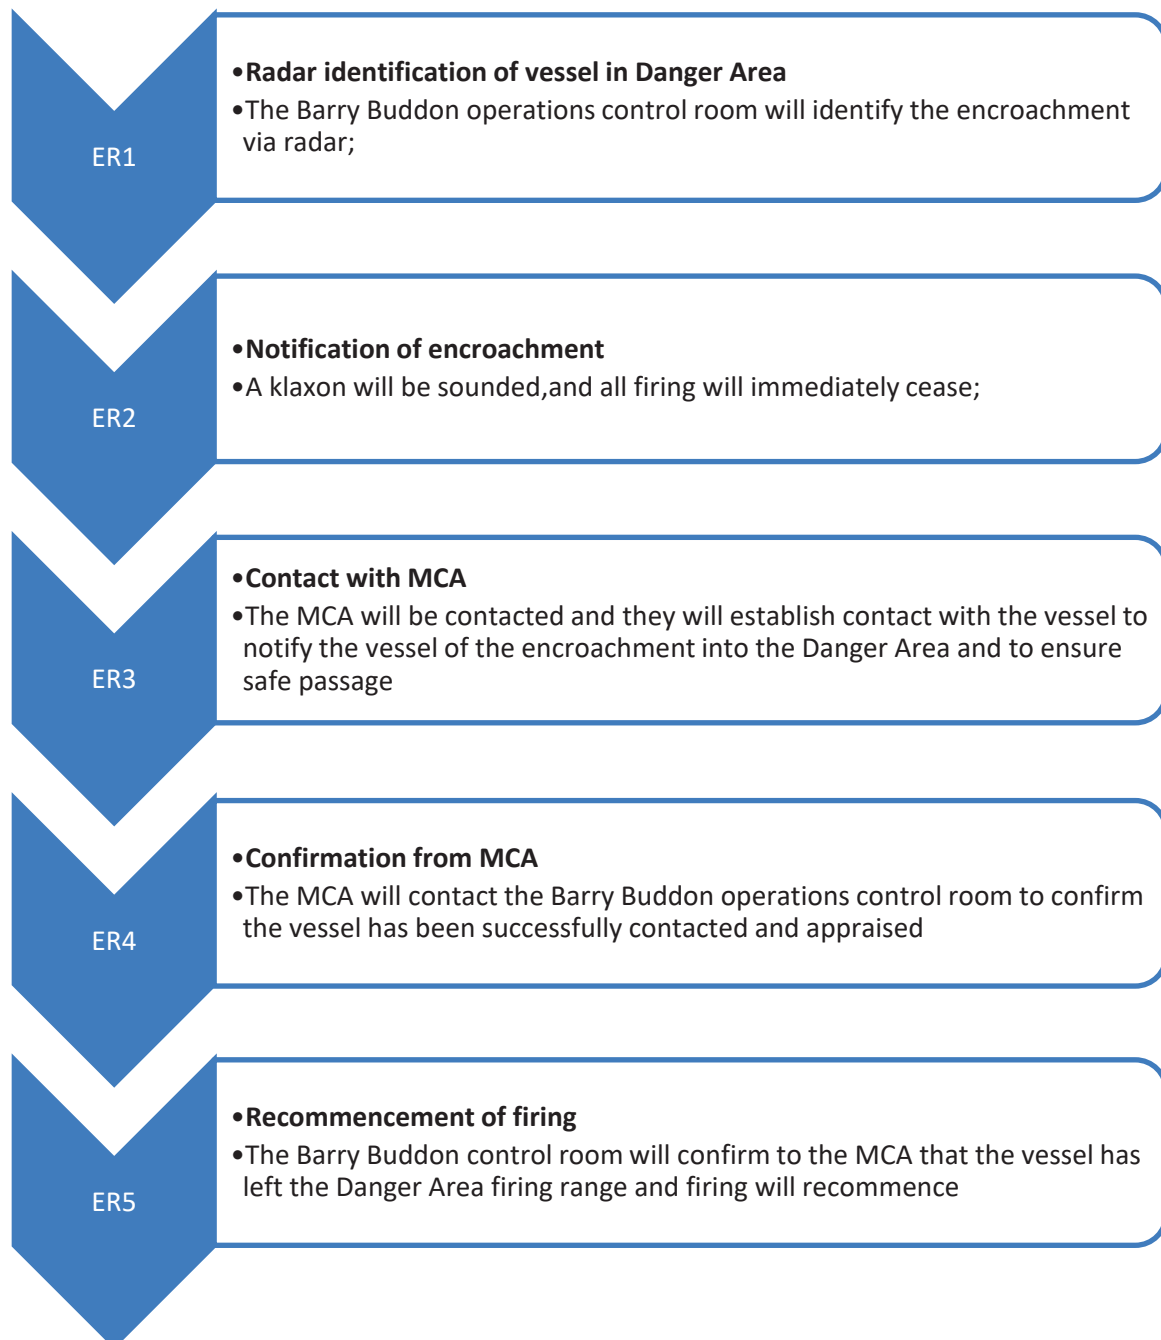 ER1
•Radar identification of vessel in Danger Area
•The Barry Buddon operations control room will identify the encroachment
via radar;
ER2
•Notification of encroachment
•A klaxon will be sounded,and all firing will immediately cease;
ER3
•Contact with MCA
•The MCA will be contacted and they will establish contact with the vessel to
notify the vessel of the encroachment into the Danger Area and to ensure
safe passage
ER4
•Confirmation from MCA
•The MCA will contact the Barry Buddon operations control room to confirm
the vessel has been successfully contacted and appraised
ER5
•Recommencement of firing
•The Barry Buddon control room will confirm to the MCA that the vessel has
left the Danger Area firing range and firing will recommence